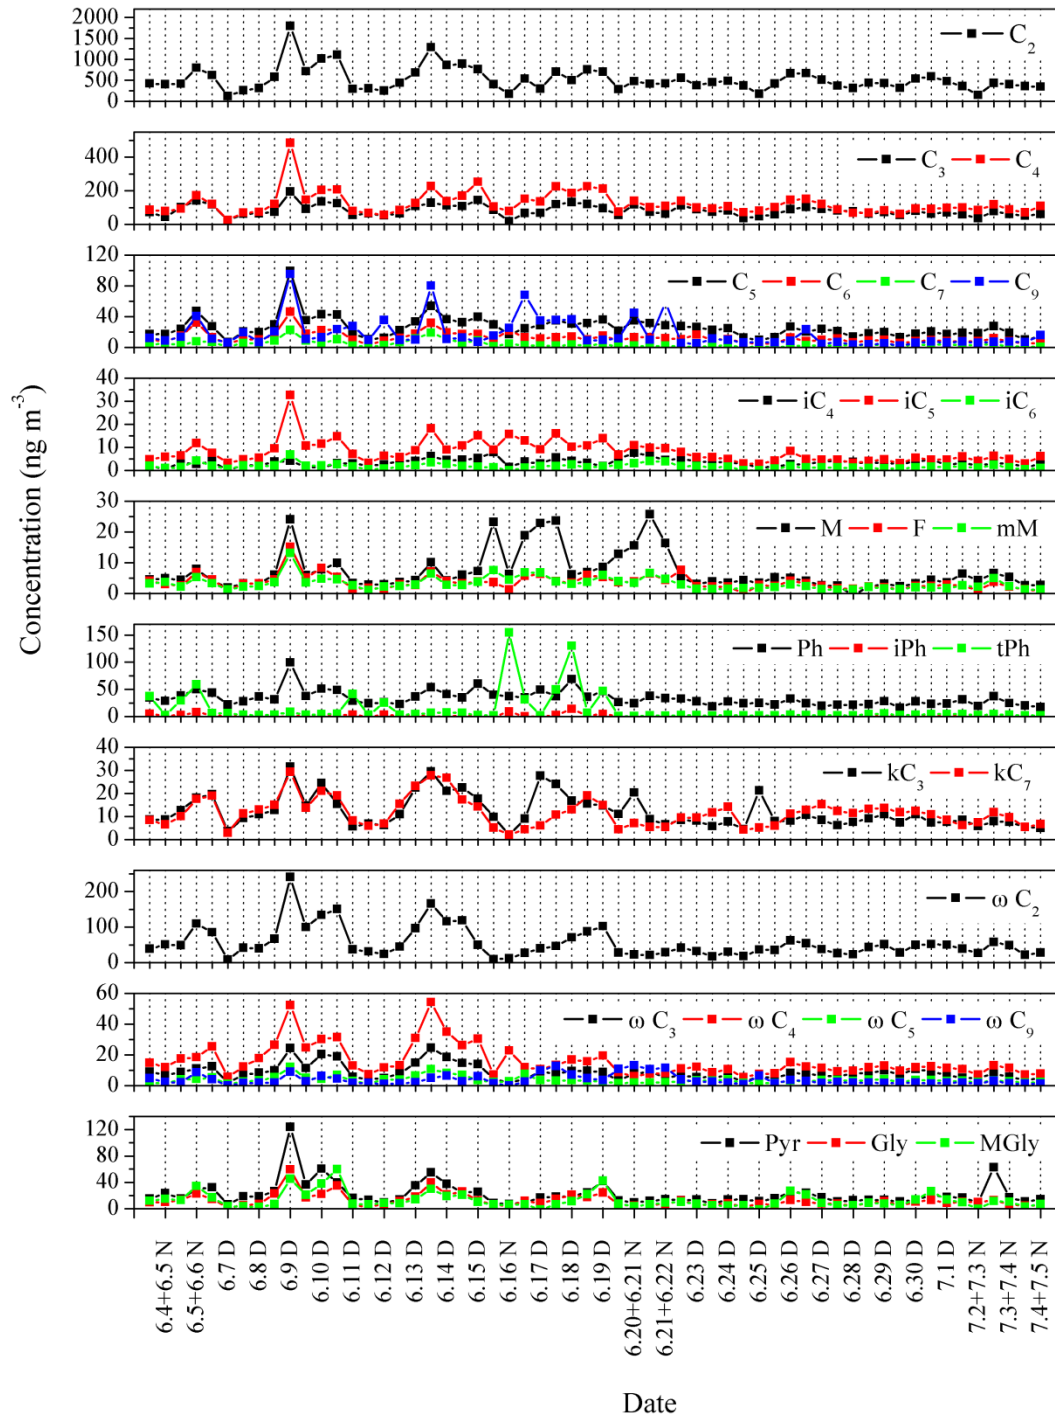 2000
1500
1000
500
0
C₂
400
200
0
C₃ C₄
120
80
40
0
C₅ C₆ C₇ C₉
40
30
20
10
0
iC₄ iC₅ iC₆
30
20
10
0
M F mM
150
100
50
0
Ph iPh tPh
40
30
20
10
0
kC₃ kC₇
200
100
0
ω C₂
60
40
20
0
ω C₃ ω C₄ ω C₅ ω C₉
120
80
40
0
Pyr Gly MGly
Concentration (ng m⁻³)
6.4+6.5 N
6.5+6.6 N
6.7 D
6.8 D
6.9 D
6.10 D
6.11 D
6.12 D
6.13 D
6.14 D
6.15 D
6.16 N
6.17 D
6.18 D
6.19 D
6.20+6.21 N
6.21+6.22 N
6.23 D
6.24 D
6.25 D
6.26 D
6.27 D
6.28 D
6.29 D
6.30 D
7.1 D
7.2+7.3 N
7.3+7.4 N
7.4+7.5 N
Date